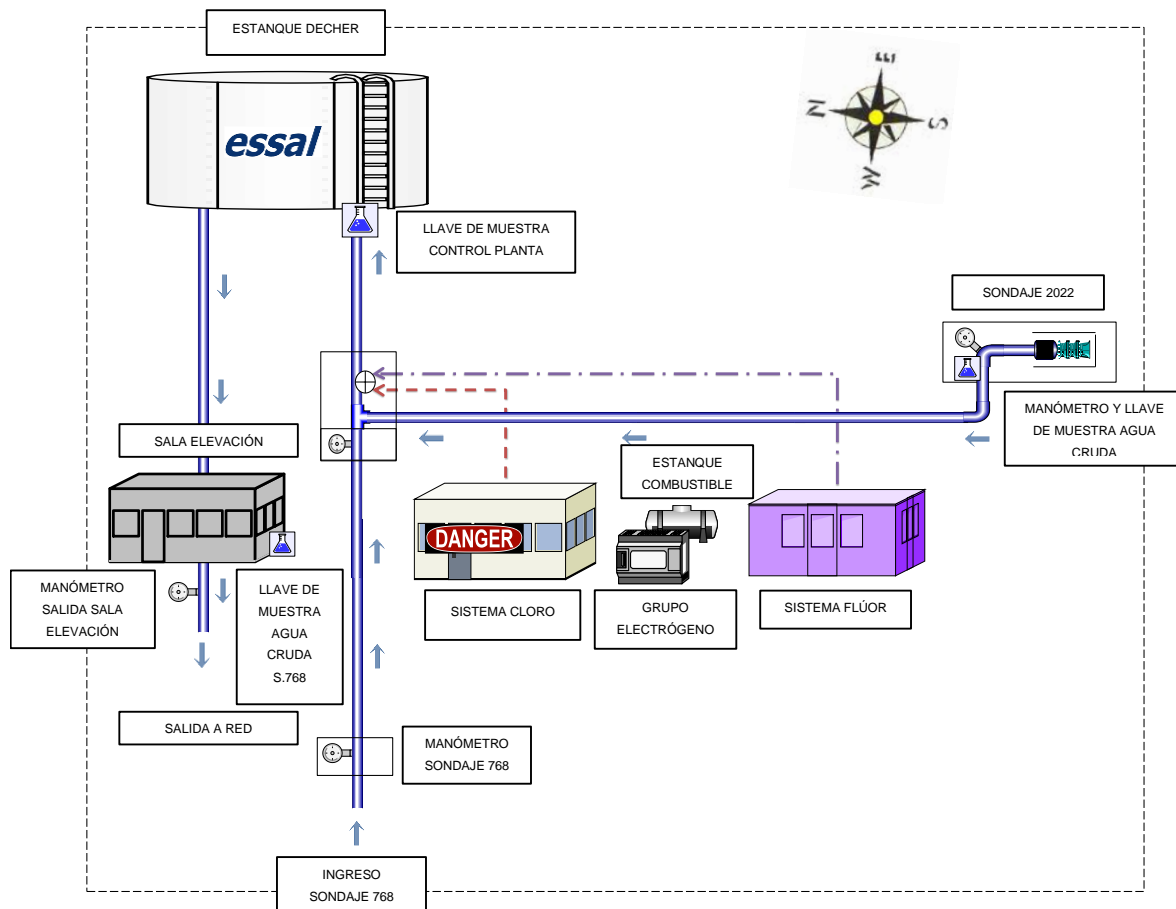 ESTANQUE DECHER
essal
E
N
S
W
LLAVE DE MUESTRA
CONTROL PLANTA
SONDAJE 2022
MANÓMETRO Y LLAVE
DE MUESTRA AGUA
CRUDA
SALA ELEVACIÓN
ESTANQUE
COMBUSTIBLE
DANGER
MANÓMETRO
SALIDA SALA
ELEVACIÓN
LLAVE DE
MUESTRA
AGUA
CRUDA
S.768
SISTEMA CLORO
GRUPO
ELECTRÓGENO
SISTEMA FLÚOR
SALIDA A RED
MANÓMETRO
SONDAJE 768
INGRESO
SONDAJE 768